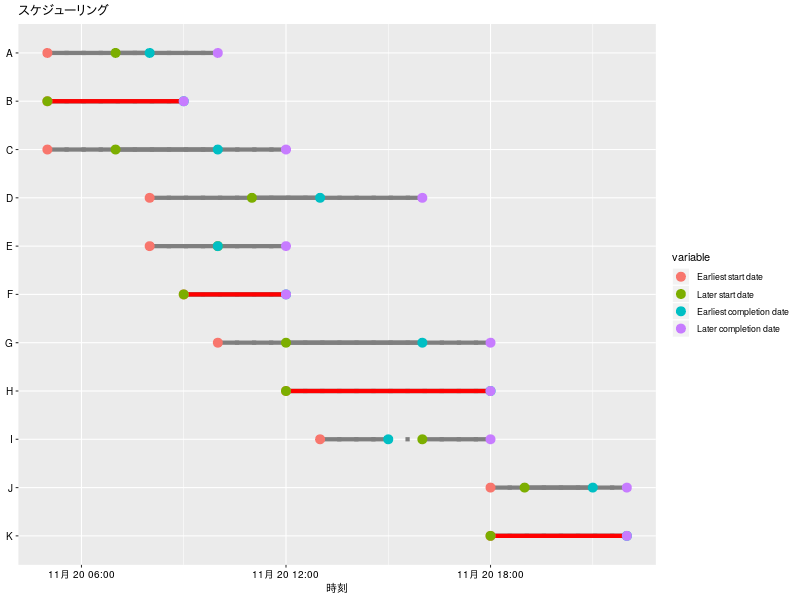 スケジューリング
A
B
C
D
E
F
G
H
I
J
K
11月 20 06:00
11月 20 12:00
11月 20 18:00
時刻
variable
Earliest start date
Later start date
Earliest completion date
Later completion date